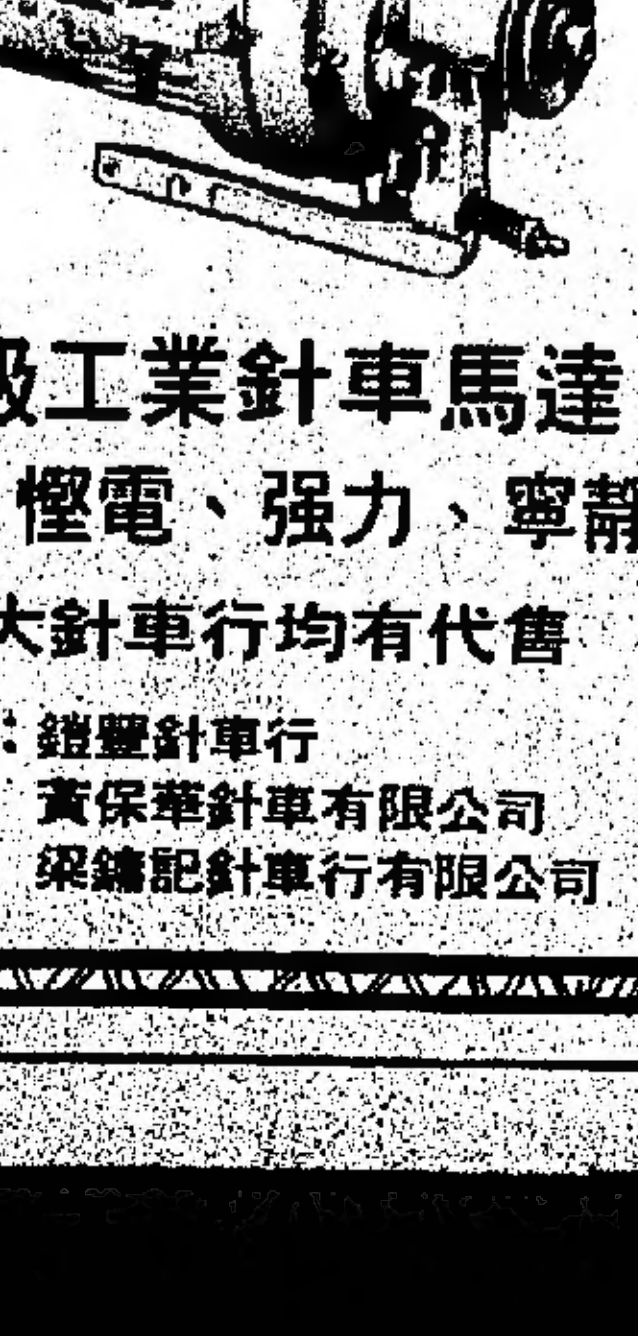 級工業針車馬達
慳電、强力、寧靜
大針車行均有代售
：鎧豐針車行
黃保華針車有限公司
梁鏞記針車行有限公司